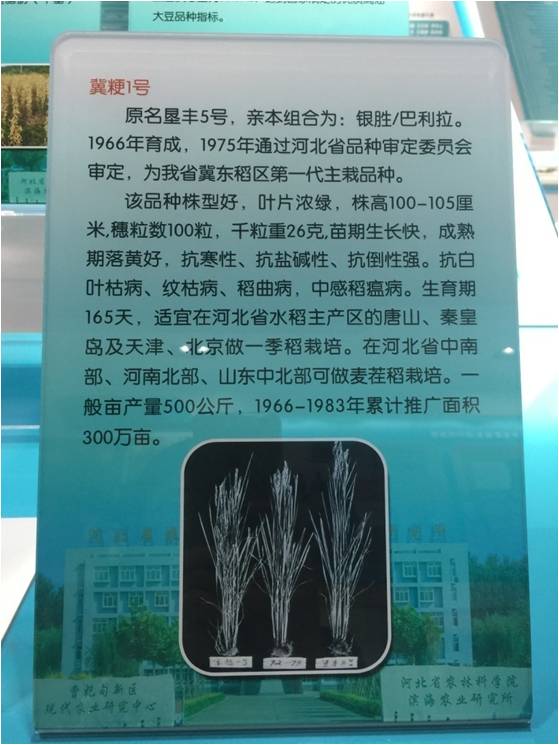 大豆品种指标。
冀粳1号
原名垦丰5号，亲本组合为：银胜/巴利拉。
1966年育成，1975年通过河北省品种审定委员会
审定，为我省冀东稻区第一代主栽品种。
该品种株型好，叶片浓绿，株高100-105厘
米,穗粒数100粒，千粒重26克,苗期生长快，成熟
期落黄好，抗寒性、抗盐碱性、抗倒性强。抗白
叶枯病、纹枯病、稻曲病，中感稻瘟病。生育期
165天，适宜在河北省水稻主产区的唐山、秦皇
岛及天津、北京做一季稻栽培。在河北省中南
部、河南北部、山东中北部可做麦茬稻栽培。一
般亩产量500公斤，1966-1983年累计推广面积
300万亩。
曹妃甸新区
现代农业研究中心
河北省农林科学院
滨海农业研究所